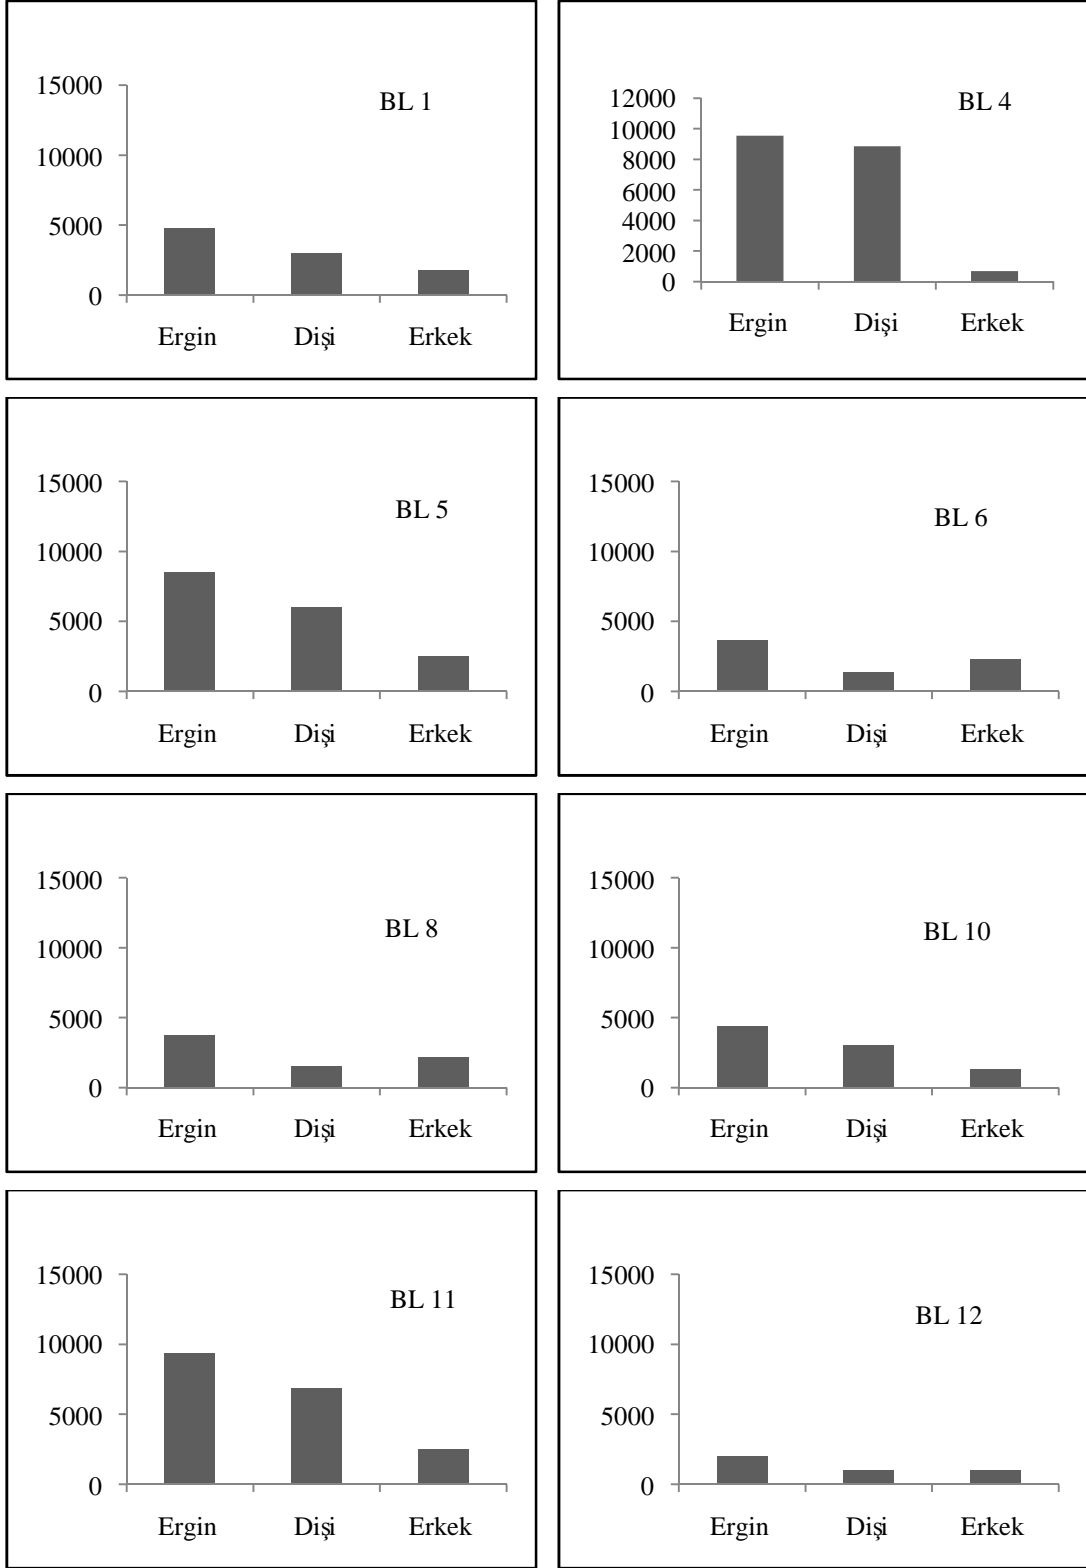 BL 1
15000
10000
5000
0
Ergin Dişi Erkek
BL 4
12000
10000
8000
6000
4000
2000
0
Ergin Dişi Erkek
BL 5
15000
10000
5000
0
Ergin Dişi Erkek
BL 6
15000
10000
5000
0
Ergin Dişi Erkek
BL 8
15000
10000
5000
0
Ergin Dişi Erkek
BL 10
15000
10000
5000
0
Ergin Dişi Erkek
BL 11
15000
10000
5000
0
Ergin Dişi Erkek
BL 12
15000
10000
5000
0
Ergin Dişi Erkek